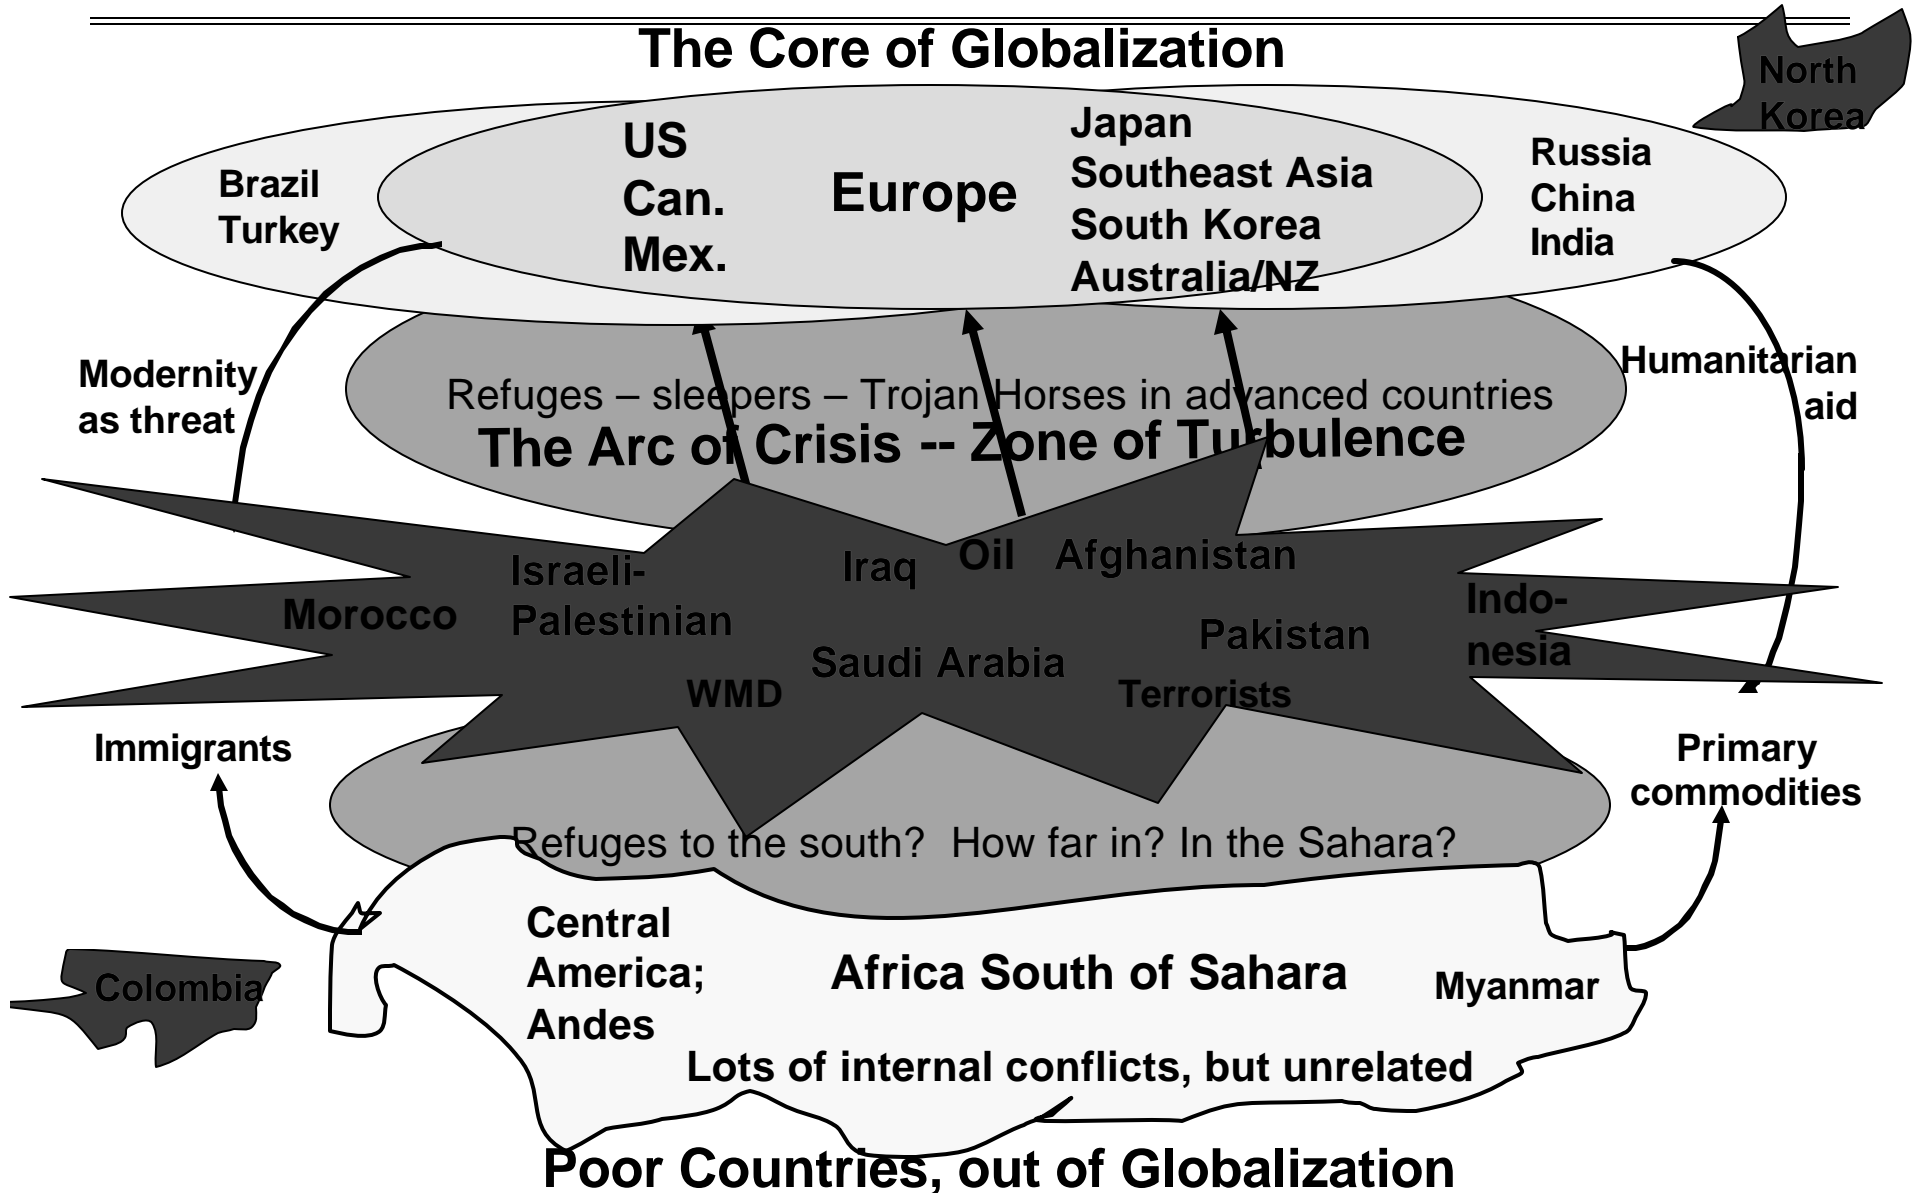 The Core of Globalization
North
Korea
Brazil
Turkey
US
Can.
Mex.
Europe
Japan
Southeast Asia
South Korea
Australia/NZ
Russia
China
India
Modernity
as threat
Humanitarian
aid
Refuges – sleepers – Trojan Horses in advanced countries
The Arc of Crisis -- Zone of Turbulence
Morocco
Israeli-
Palestinian
Iraq
Oil
Afghanistan
Saudi Arabia
Pakistan
Indo-
nesia
WMD
Terrorists
Immigrants
Primary
commodities
Refuges to the south?  How far in? In the Sahara?
Colombia
Central
America;
Andes
Africa South of Sahara
Myanmar
Lots of internal conflicts, but unrelated
Poor Countries, out of Globalization